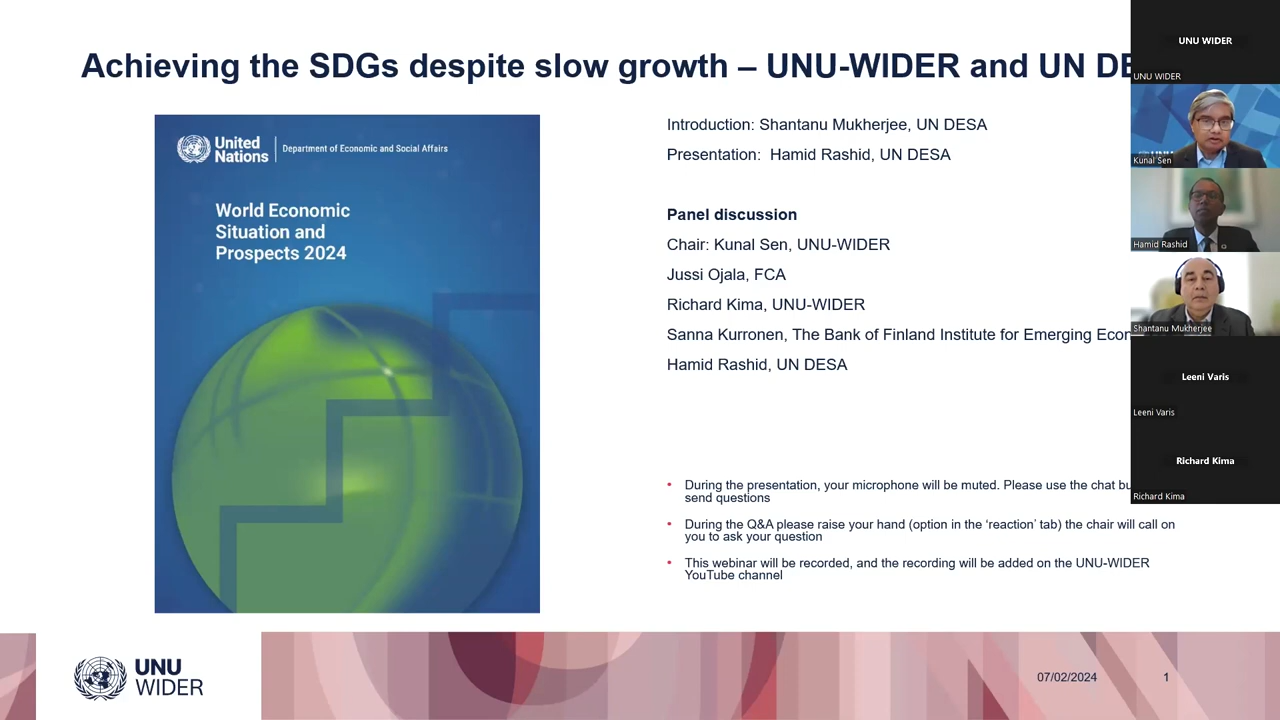 Achieving the SDGs despite slow growth – UNU-WIDER and UN DE
United Nations
Department of Economic and Social Affairs
World Economic
Situation and
Prospects 2024
Introduction: Shantanu Mukherjee, UN DESA
Presentation: Hamid Rashid, UN DESA
Panel discussion
Chair: Kunal Sen, UNU-WIDER
Jussi Ojala, FCA
Richard Kima, UNU-WIDER
Sanna Kurronen, The Bank of Finland Institute for Emerging Econ
Hamid Rashid, UN DESA
• During the presentation, your microphone will be muted. Please use the chat bu
send questions
• During the Q&A please raise your hand (option in the ‘reaction’ tab) the chair will call on
you to ask your question
• This webinar will be recorded, and the recording will be added on the UNU-WIDER
YouTube channel
UNU
WIDER
07/02/2024
1
UNU WIDER
UNU WIDER
Kunal Sen
Hamid Rashid
Shantanu Mukherjee
Leeni Varis
Leeni Varis
Richard Kima
Richard Kima